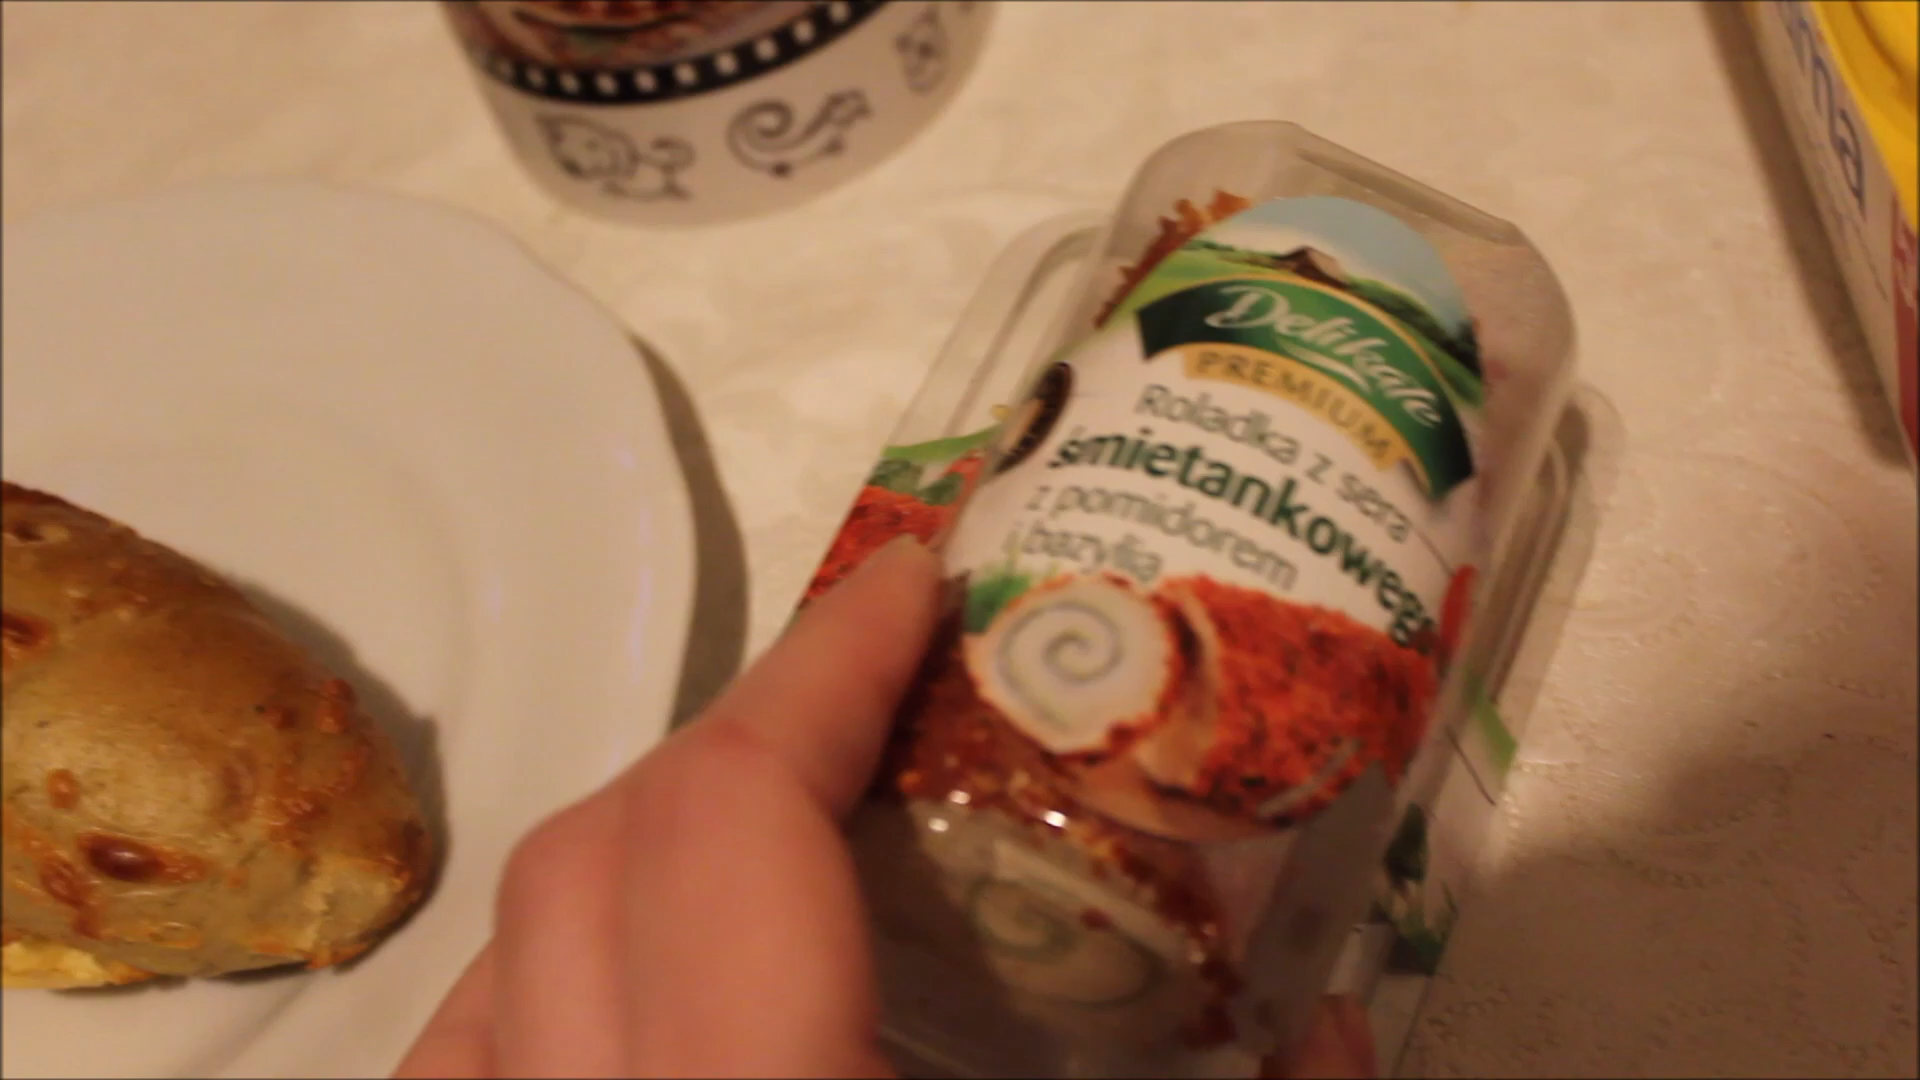 Delikate
PREMIUM
Roladka z sera
śmietankowego
z pomidorem
i bazylią